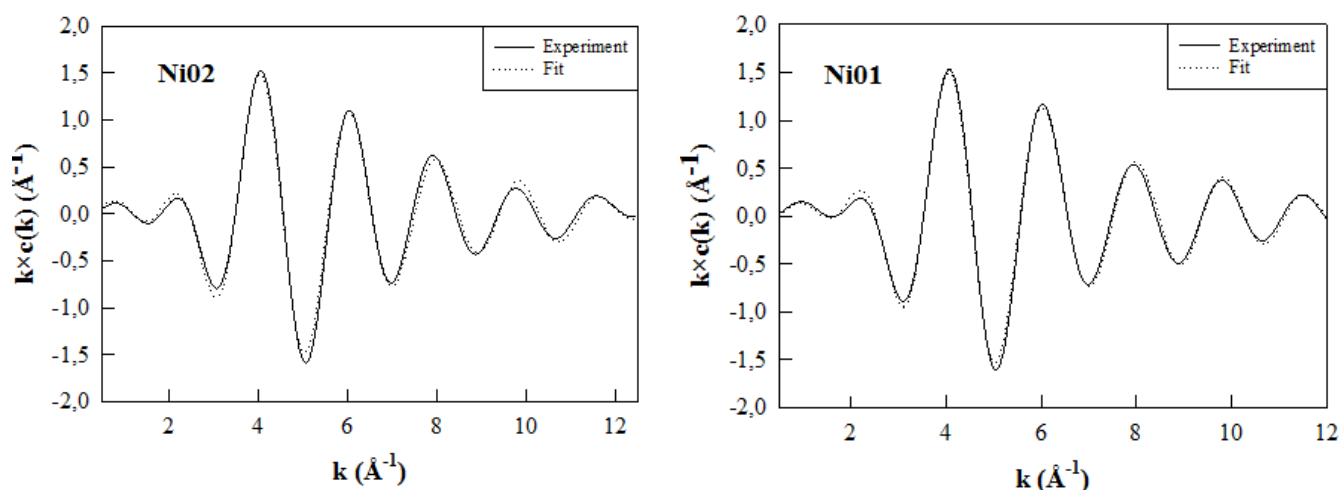 2,0
1,5
1,0
0,5
0,0
-0,5
-1,0
-1,5
-2,0
k×c(k) (Å⁻¹)
Ni02
Experiment
Fit
2 4 6 8 10 12
k (Å⁻¹)
2,0
1,5
1,0
0,5
0,0
-0,5
-1,0
-1,5
-2,0
k×c(k) (Å⁻¹)
Ni01
Experiment
Fit
2 4 6 8 10 12
k (Å⁻¹)